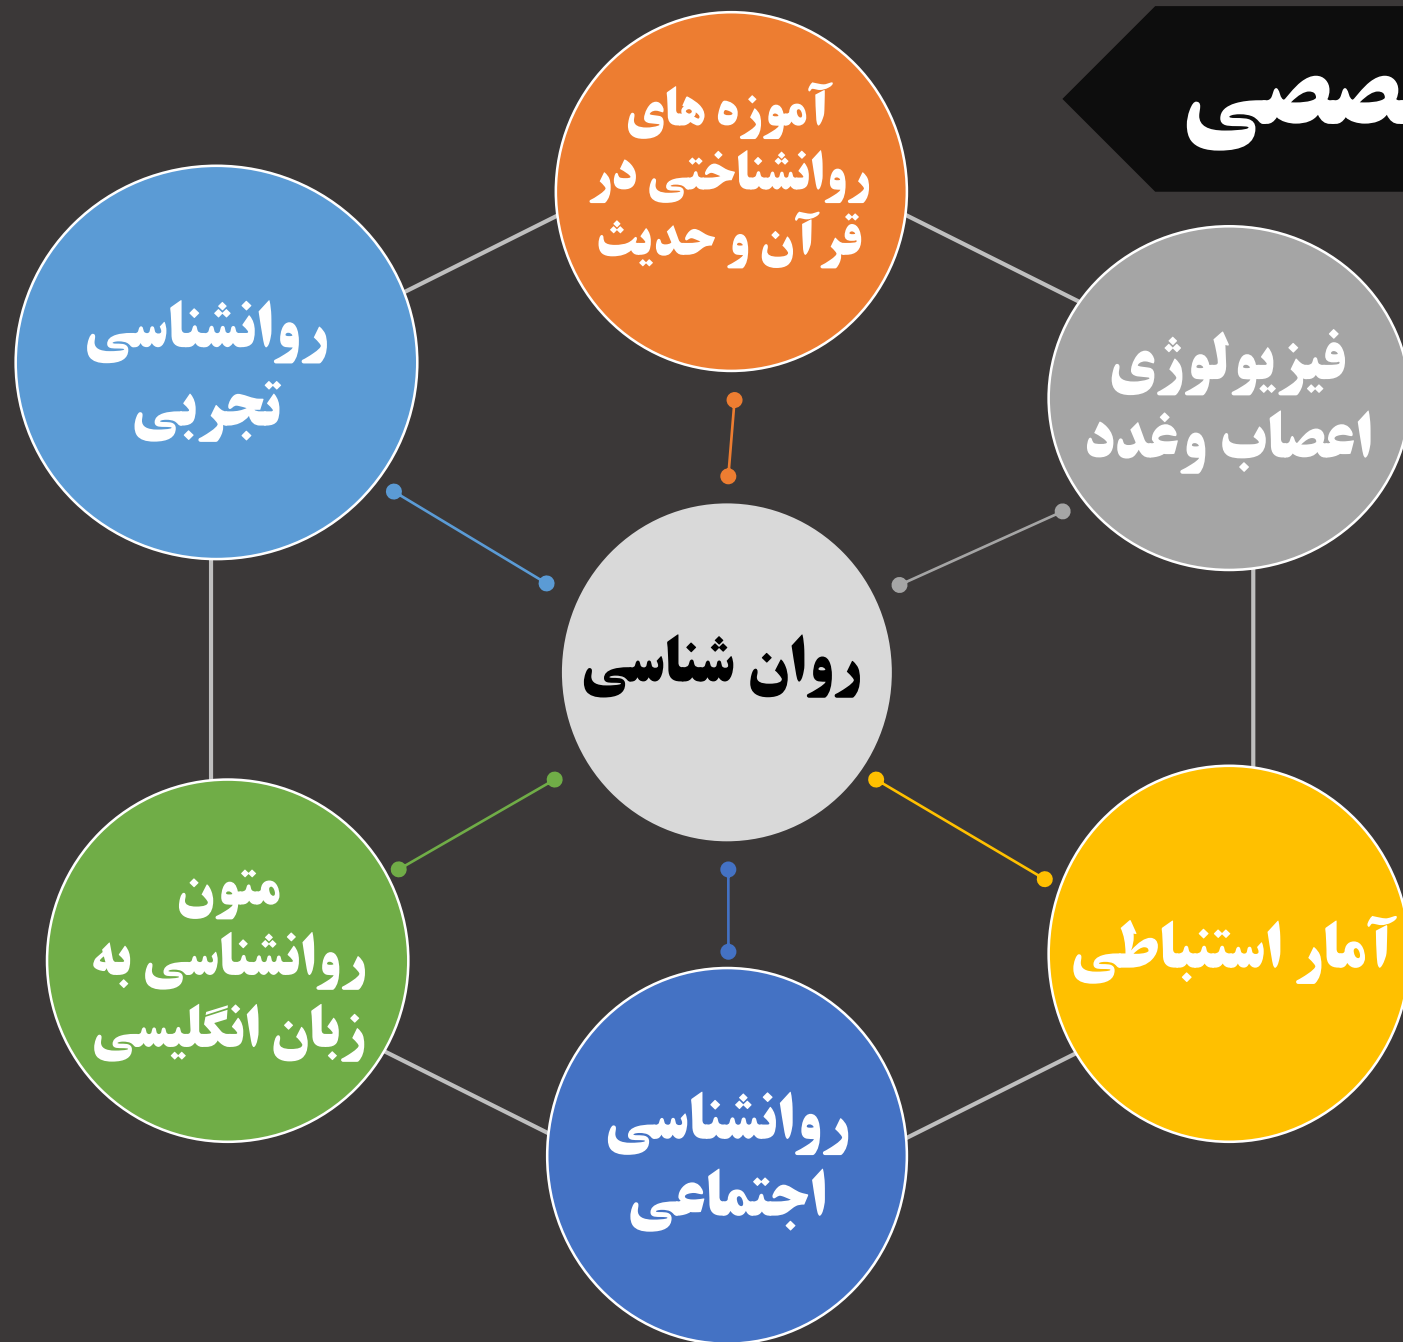 آموزه های
روانشناختی در
قرآن و حدیث
فیزیولوژی
اعصاب وغدد
روانشناسی
تجربی
روان شناسی
آمار استنباطی
متون
روانشناسی به
زبان انگلیسی
روانشناسی
اجتماعی